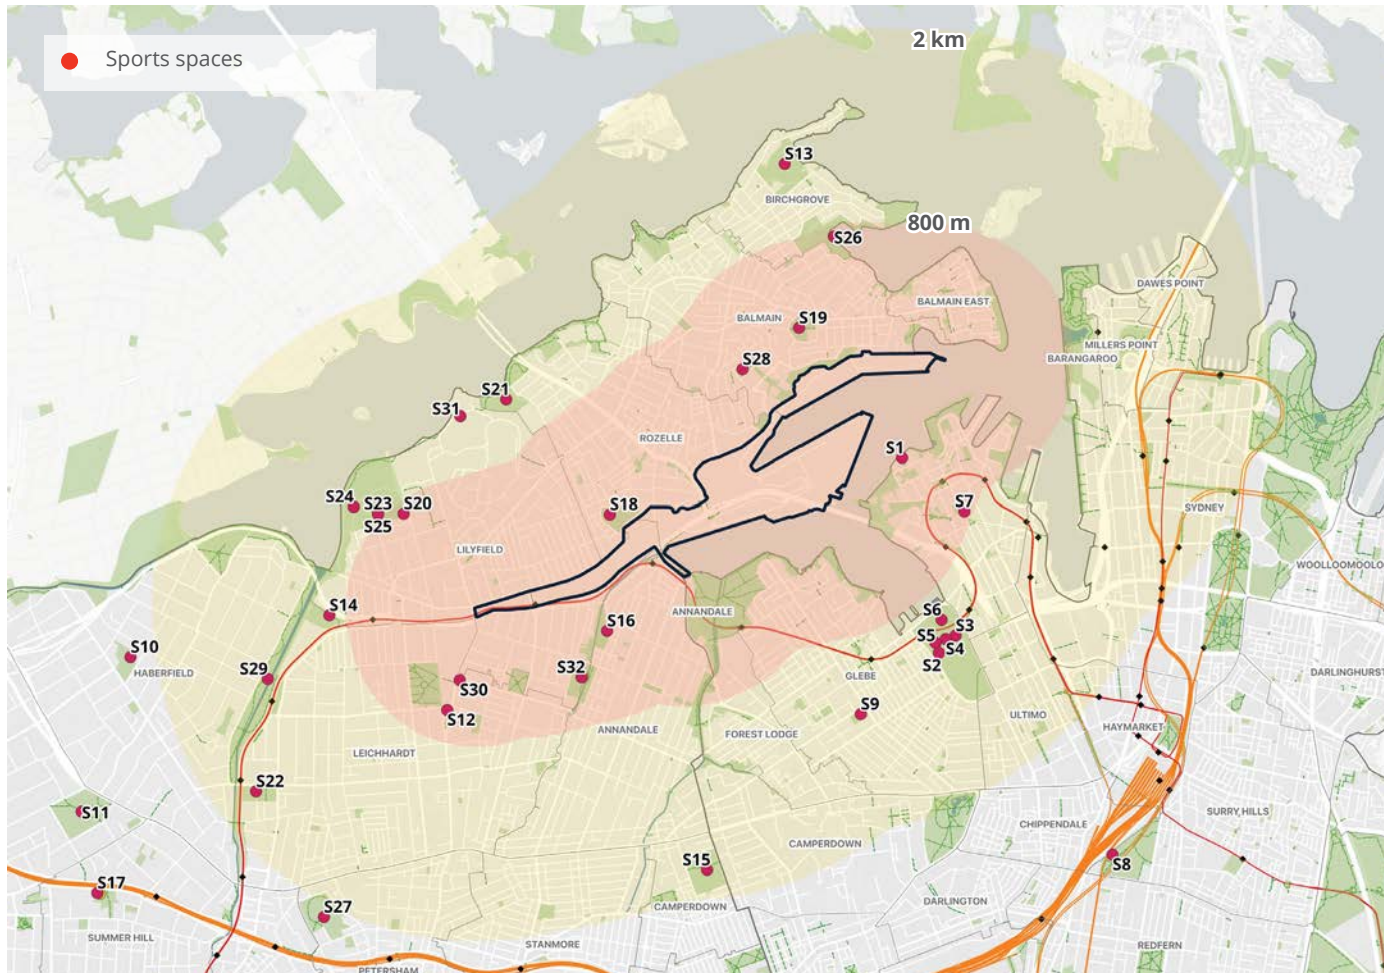 2 km
Sports spaces
S13
BIRCHGROVE
800 m
S26
DAWES POINT
BALMAIN EAST
BALMAIN
S19
MILLERS POINT
BARANGAROO
S28
S21
S31
ROZELLE
S1
S24
S23
S20
S18
S7
SYDNEY
S25
LILYFIELD
WOOLLOOMOOLO
S14
ANNANDALE
S6
S16
S3
S5
S4
S10
S2
HABERFIELD
S29
S32
GLEBE
DARLINGHURST
S30
S9
S12
ULTIMO
ANNANDALE
FOREST LODGE
HAYMARKET
LEICHHARDT
S22
S11
SURRY HILLS
CHIPPENDALE
CAMPERDOWN
S15
S8
S17
DARLINGTON
S27
CAMPERDOWN
SUMMER HILL
STANMORE
REDFERN
PETERSHAM